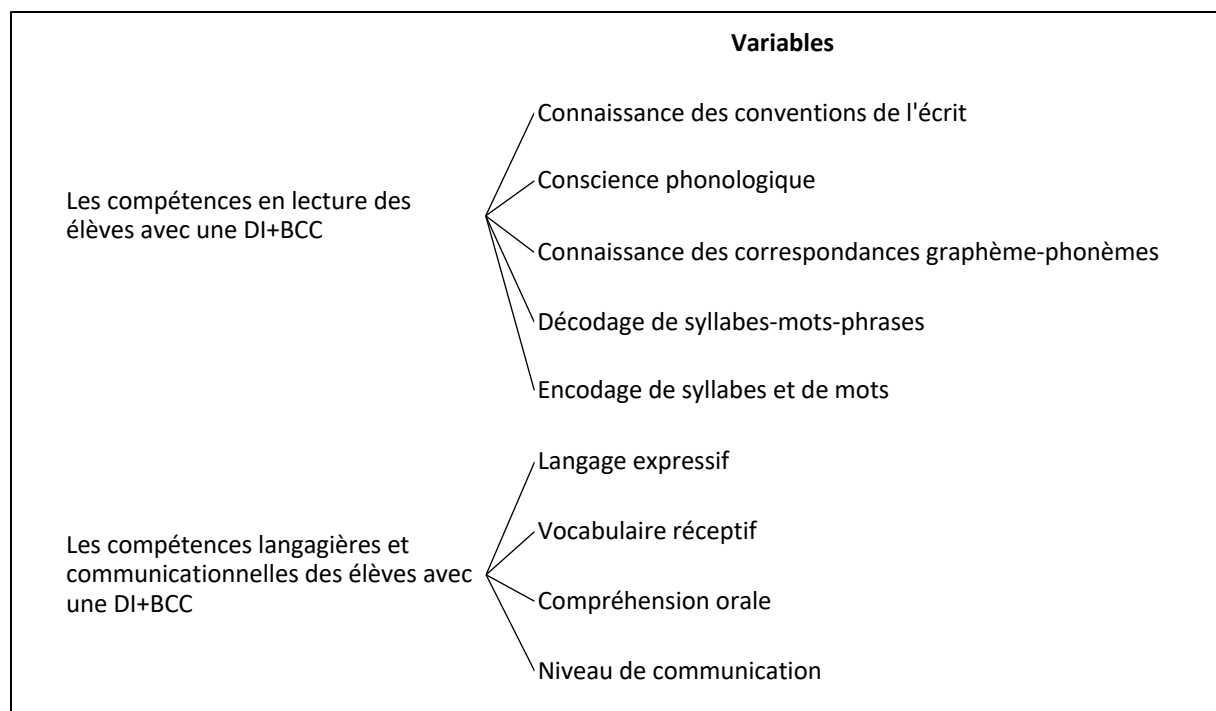 Variables
Connaissance des conventions de l'écrit
Conscience phonologique
Les compétences en lecture des
élèves avec une DI+BCC
Connaissance des correspondances graphème-phonèmes
Décodage de syllabes-mots-phrases
Encodage de syllabes et de mots
Langage expressif
Vocabulaire réceptif
Les compétences langagières et
communicationnelles des élèves avec
une DI+BCC
Compréhension orale
Niveau de communication